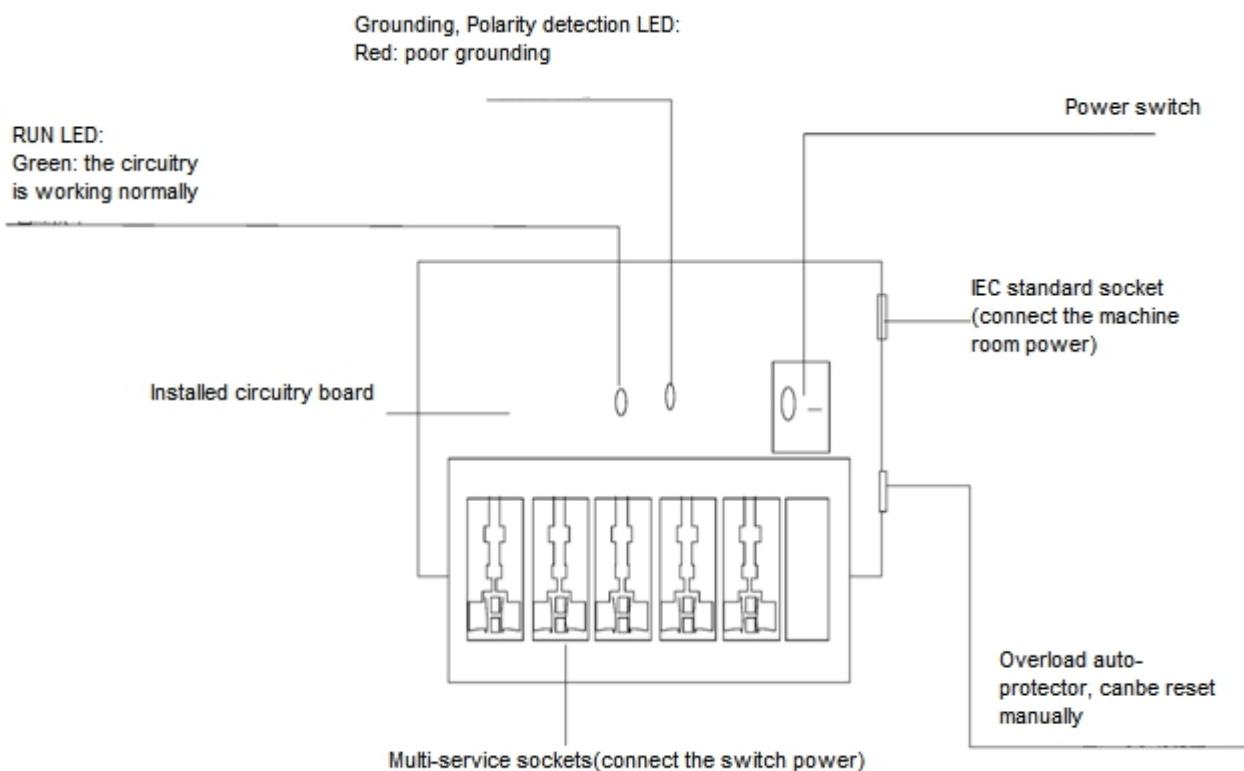 Grounding, Polarity detection LED:
Red: poor grounding
Power switch
RUN LED:
Green: the circuitry
is working normally
IEC standard socket
(connect the machine
room power)
Installed circuitry board
Overload auto-
protector, canbe reset
manually
Multi-service sockets(connect the switch power)